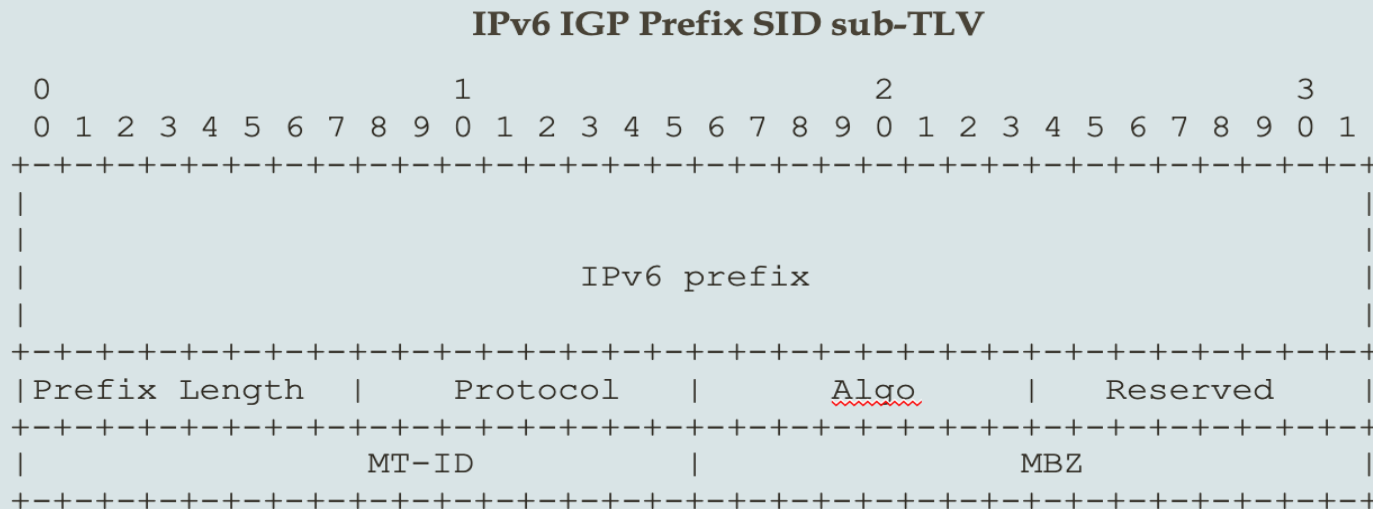 IPv6 IGP Prefix SID sub-TLV
0                   1                   2                   3
0 1 2 3 4 5 6 7 8 9 0 1 2 3 4 5 6 7 8 9 0 1 2 3 4 5 6 7 8 9 0 1
+-+-+-+-+-+-+-+-+-+-+-+-+-+-+-+-+-+-+-+-+-+-+-+-+-+-+-+-+-+-+-+-+
|                                                               |
|                                                               |
|                          IPv6 prefix                          |
|                                                               |
+-+-+-+-+-+-+-+-+-+-+-+-+-+-+-+-+-+-+-+-+-+-+-+-+-+-+-+-+-+-+-+-+
|Prefix Length  |    Protocol   |      Algo     |   Reserved    |
+-+-+-+-+-+-+-+-+-+-+-+-+-+-+-+-+-+-+-+-+-+-+-+-+-+-+-+-+-+-+-+-+
|                MT-ID          |               MBZ             |
+-+-+-+-+-+-+-+-+-+-+-+-+-+-+-+-+-+-+-+-+-+-+-+-+-+-+-+-+-+-+-+-+